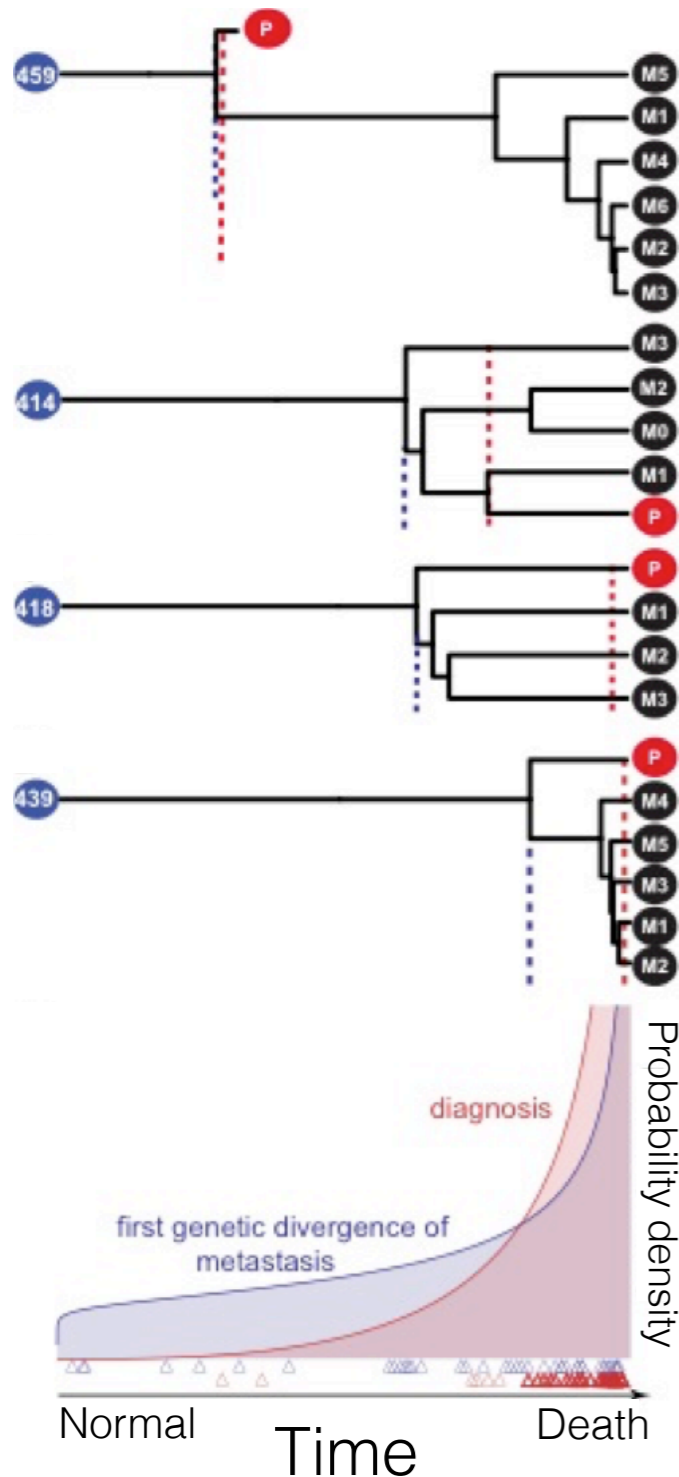 P
459
M5
M1
M4
M6
M2
M3
M3
414
M2
M0
M1
P
P
418
M1
M2
M3
P
439
M4
M5
M3
M1
M2
Probability density
diagnosis
first genetic divergence of
metastasis
Normal
Death
Time